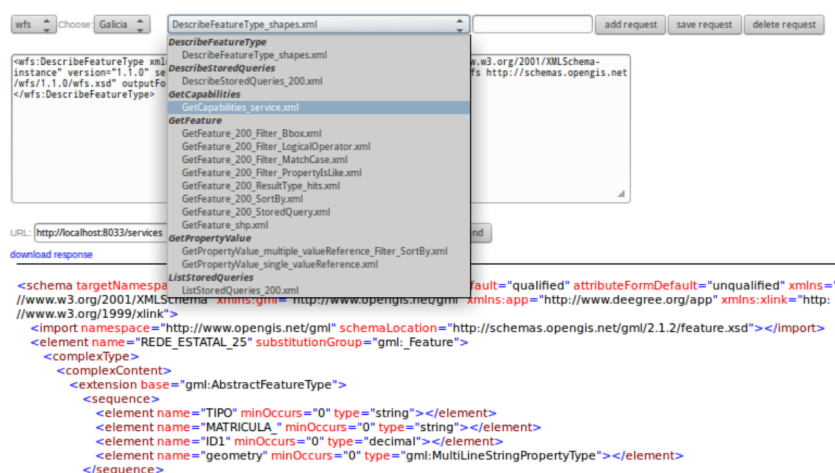 wfs Choose: Galicia DescribeFeatureType_shapes.xml add request save request delete request
DescribeFeatureType
DescribeFeatureType_shapes.xml
DescribeStoredQueries
DescribeStoredQueries_200.xml
GetCapabilities
GetCapabilities_service.xml
GetFeature
GetFeature_200_Filter_Bbox.xml
GetFeature_200_Filter_LogicalOperator.xml
GetFeature_200_Filter_MatchCase.xml
GetFeature_200_Filter_PropertyIsLike.xml
GetFeature_200_ResultType_hits.xml
GetFeature_200_SortBy.xml
GetFeature_200_StoredQuery.xml
GetFeature_shp.xml
GetPropertyValue
GetPropertyValue_multiple_valueReference_Filter_SortBy.xml
GetPropertyValue_single_valueReference.xml
ListStoredQueries
ListStoredQueries_200.xml
<wfs:DescribeFeatureType xml w.w3.org/2001/XMLSchema-
instance" version="1.1.0" se fs http://schemas.opengis.net
/wfs/1.1.0/wfs.xsd" outputFo
</wfs:DescribeFeatureType>
URL: http://localhost:8033/services nd
download response
<schema targetNamespa fault="qualified" attributeFormDefault="unqualified" xmlns="
//www.w3.org/2001/XMLSchema" xmlns:gml="http://www.opengis.net/gml" xmlns:app="http://www.deegree.org/app" xmlns:xlink="http:
//www.w3.org/1999/xlink">
<import namespace="http://www.opengis.net/gml" schemaLocation="http://schemas.opengis.net/gml/2.1.2/feature.xsd"></import>
<element name="REDE_ESTATAL_25" substitutionGroup="gml:_Feature">
<complexType>
<complexContent>
<extension base="gml:AbstractFeatureType">
<sequence>
<element name="TIPO" minOccurs="0" type="string"></element>
<element name="MATRICULA_" minOccurs="0" type="string"></element>
<element name="ID1" minOccurs="0" type="decimal"></element>
<element name="geometry" minOccurs="0" type="gml:MultiLineStringPropertyType"></element>
</sequence>